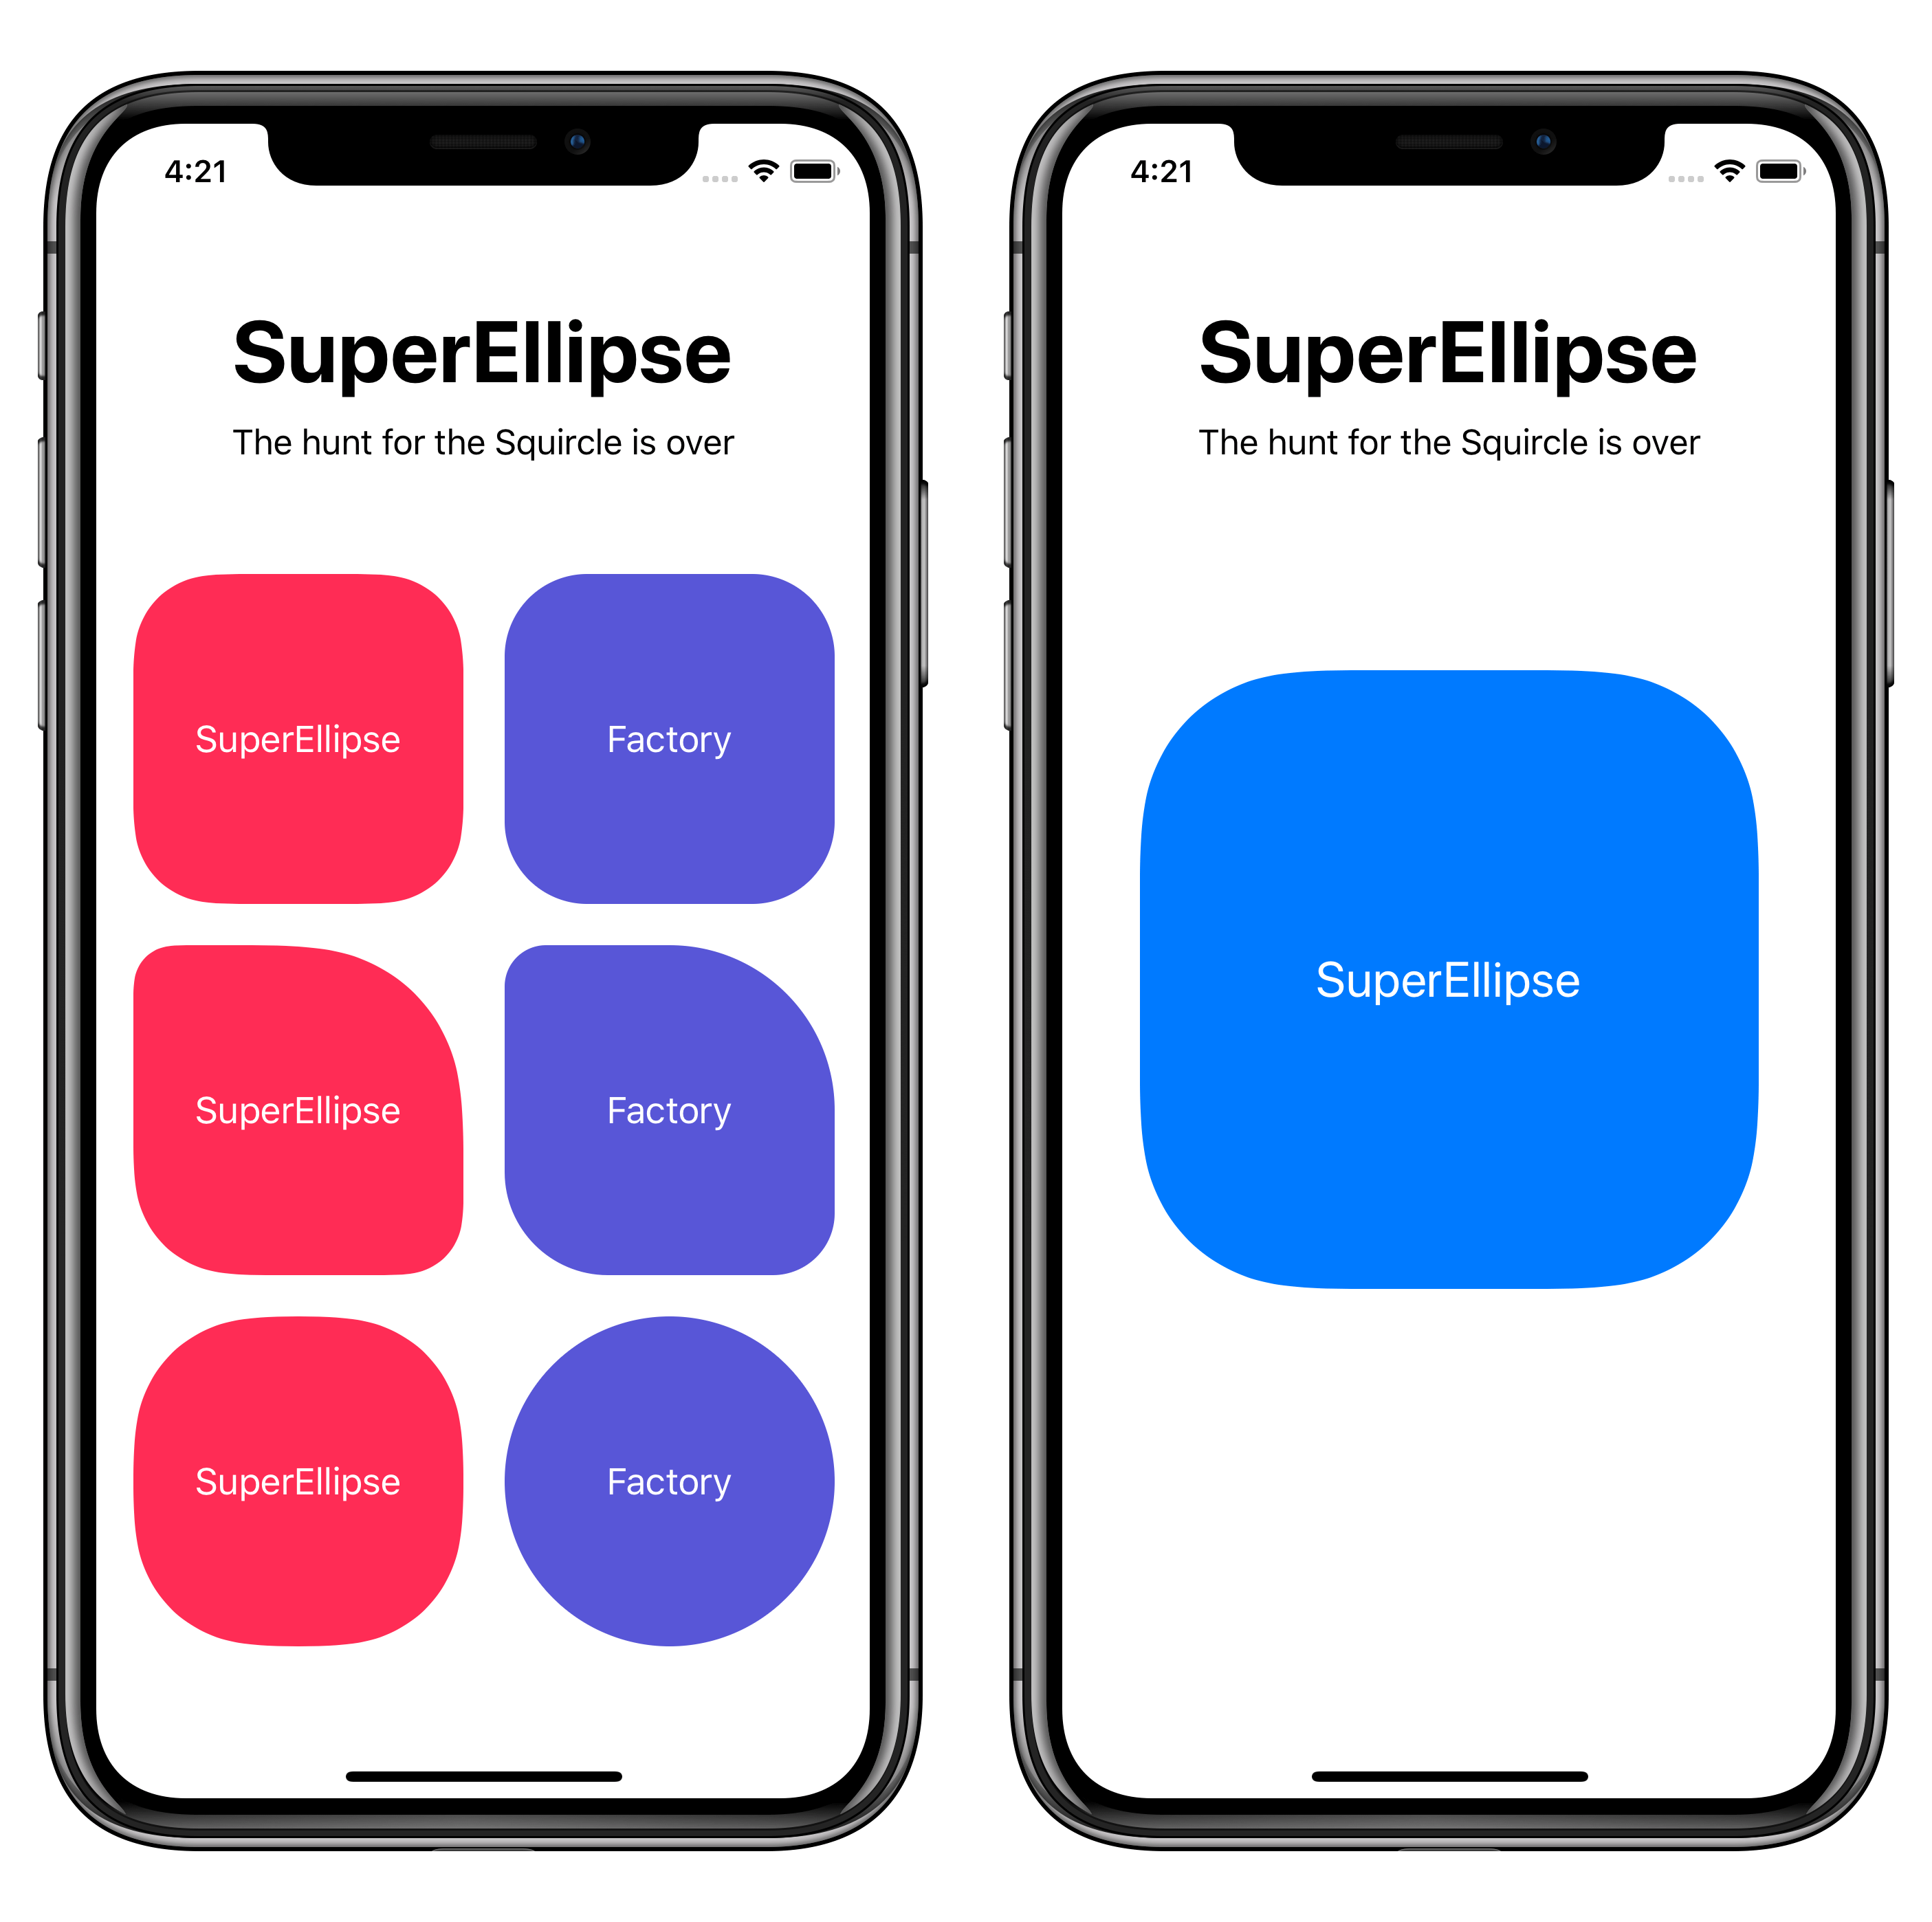 4:21
SuperEllipse
The hunt for the Squircle is over
SuperEllipse
Factory
SuperEllipse
Factory
SuperEllipse
Factory
4:21
SuperEllipse
The hunt for the Squircle is over
SuperEllipse